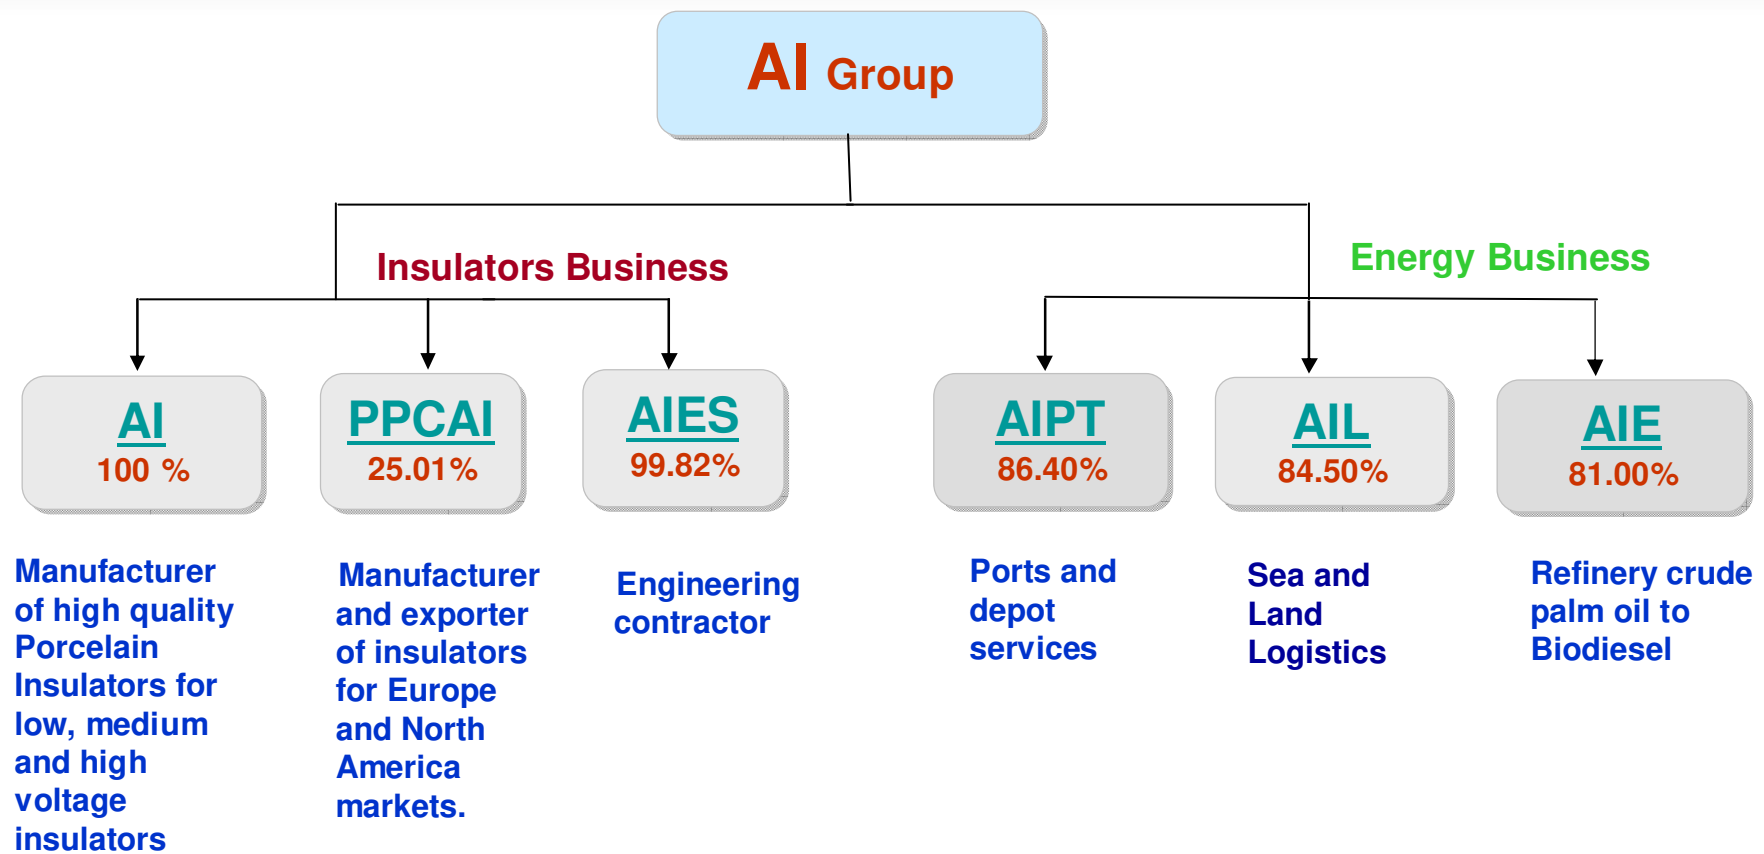 AI Group
Insulators Business
Energy Business
AI
100 %
PPCAI
25.01%
AIES
99.82%
AIPT
86.40%
AIL
84.50%
AIE
81.00%
Manufacturer
of high quality
Porcelain
Insulators for
low, medium
and high
voltage
insulators
Manufacturer
and exporter
of insulators
for Europe
and North
America
markets.
Engineering
contractor
Ports and
depot
services
Sea and
Land
Logistics
Refinery crude
palm oil to
Biodiesel